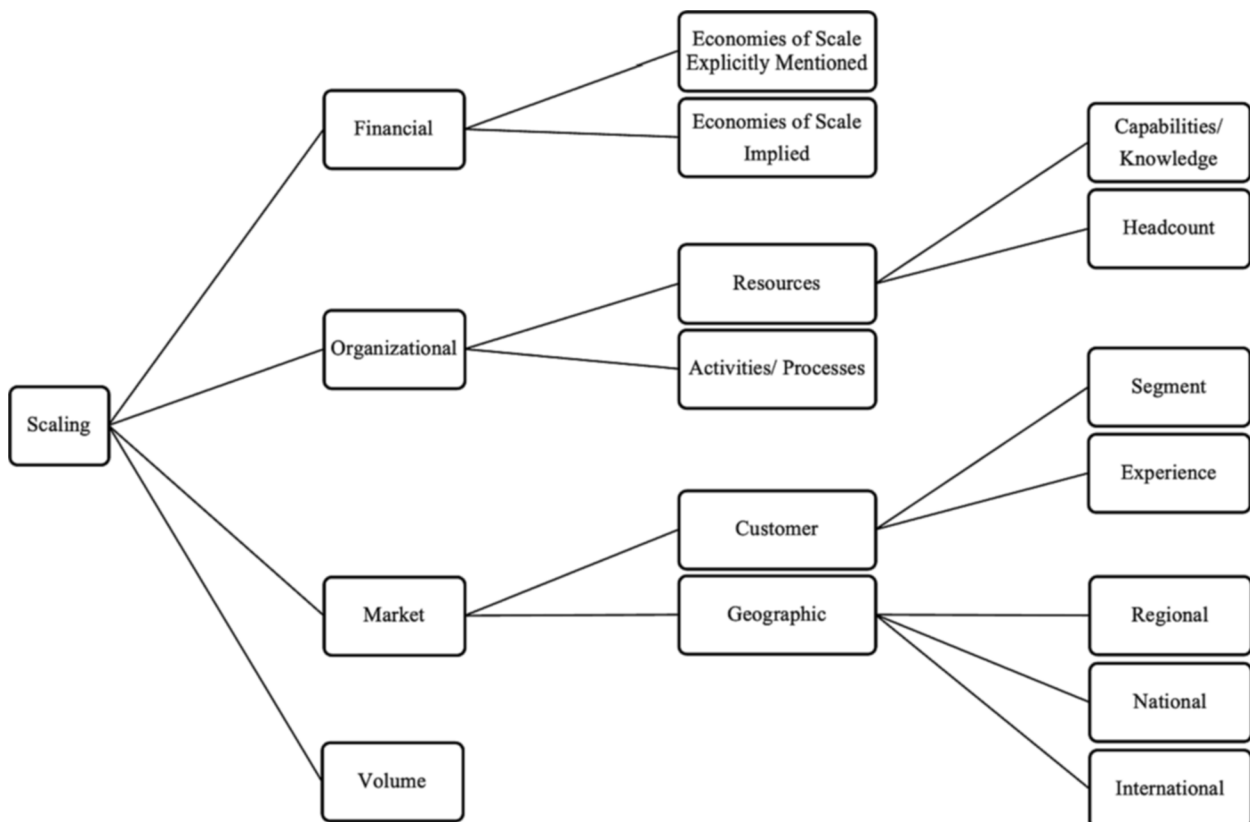 Economies of Scale
Explicitly Mentioned
Financial
Economies of Scale
Implied
Capabilities/
Knowledge
Headcount
Resources
Organizational
Activities/ Processes
Segment
Scaling
Experience
Customer
Market
Geographic
Regional
National
Volume
International